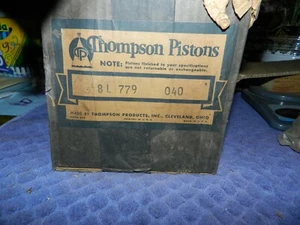 Thompson Pistons
NOTE: Pistons finished to your specifications
are not returnable or exchangeable.
8L 779 040
MADE BY THOMPSON PRODUCTS, INC., CLEVELAND, OHIO